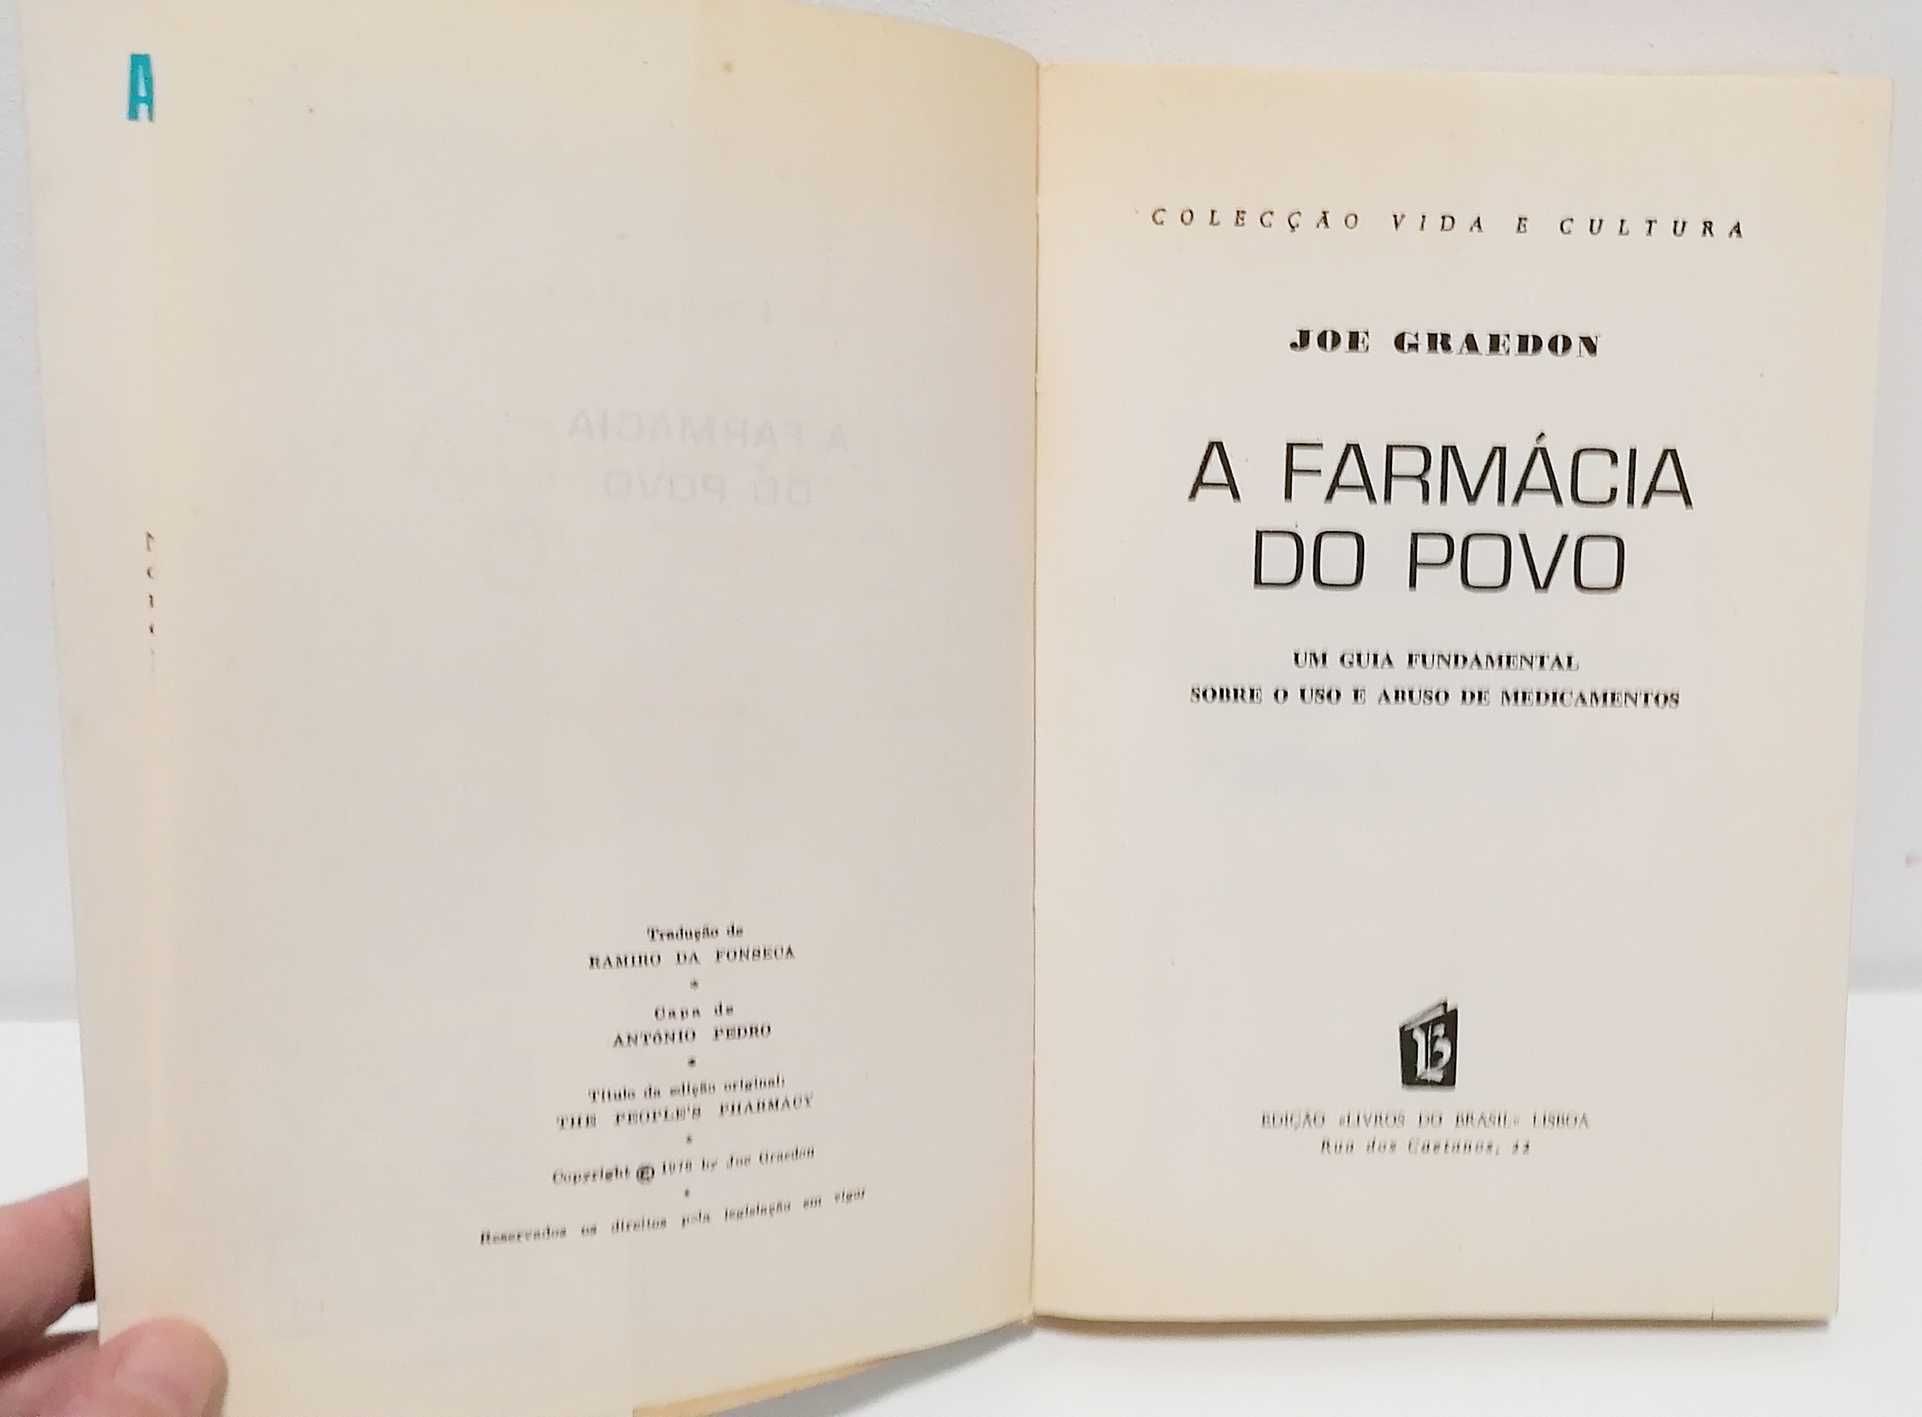 A
Tradução de
RAMIRO DA FONSECA
*
Capa de
ANTÓNIO PEDRO
*
Título da edição original:
THE PEOPLE'S PHARMACY
*
Copyright © by Joe Graedon
*
Reservados os direitos pela legislação em vigor
COLECÇÃO VIDA E CULTURA
JOE GRAEDON
A FARMÁCIA
DO POVO
UM GUIA FUNDAMENTAL
SOBRE O USO E ABUSO DE MEDICAMENTOS
EDIÇÃO «LIVROS DO BRASIL» LISBOA
Rua dos Caetanos, 22